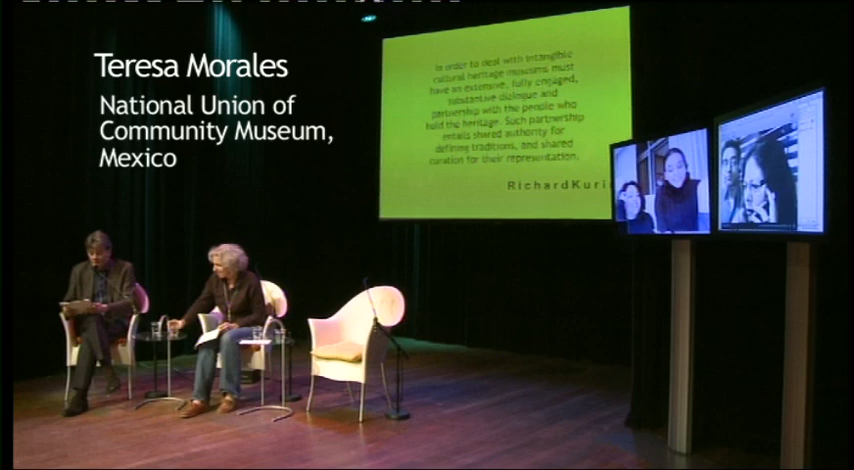 Teresa Morales
National Union of
Community Museum,
Mexico
In order to deal with intangible
cultural heritage museums must
have an extensive, fully engaged,
substantive dialogue and
partnership with the people who
hold the heritage. Such partnership
entails shared authority for
defining traditions, and shared
curation for their representation.
RichardKuri